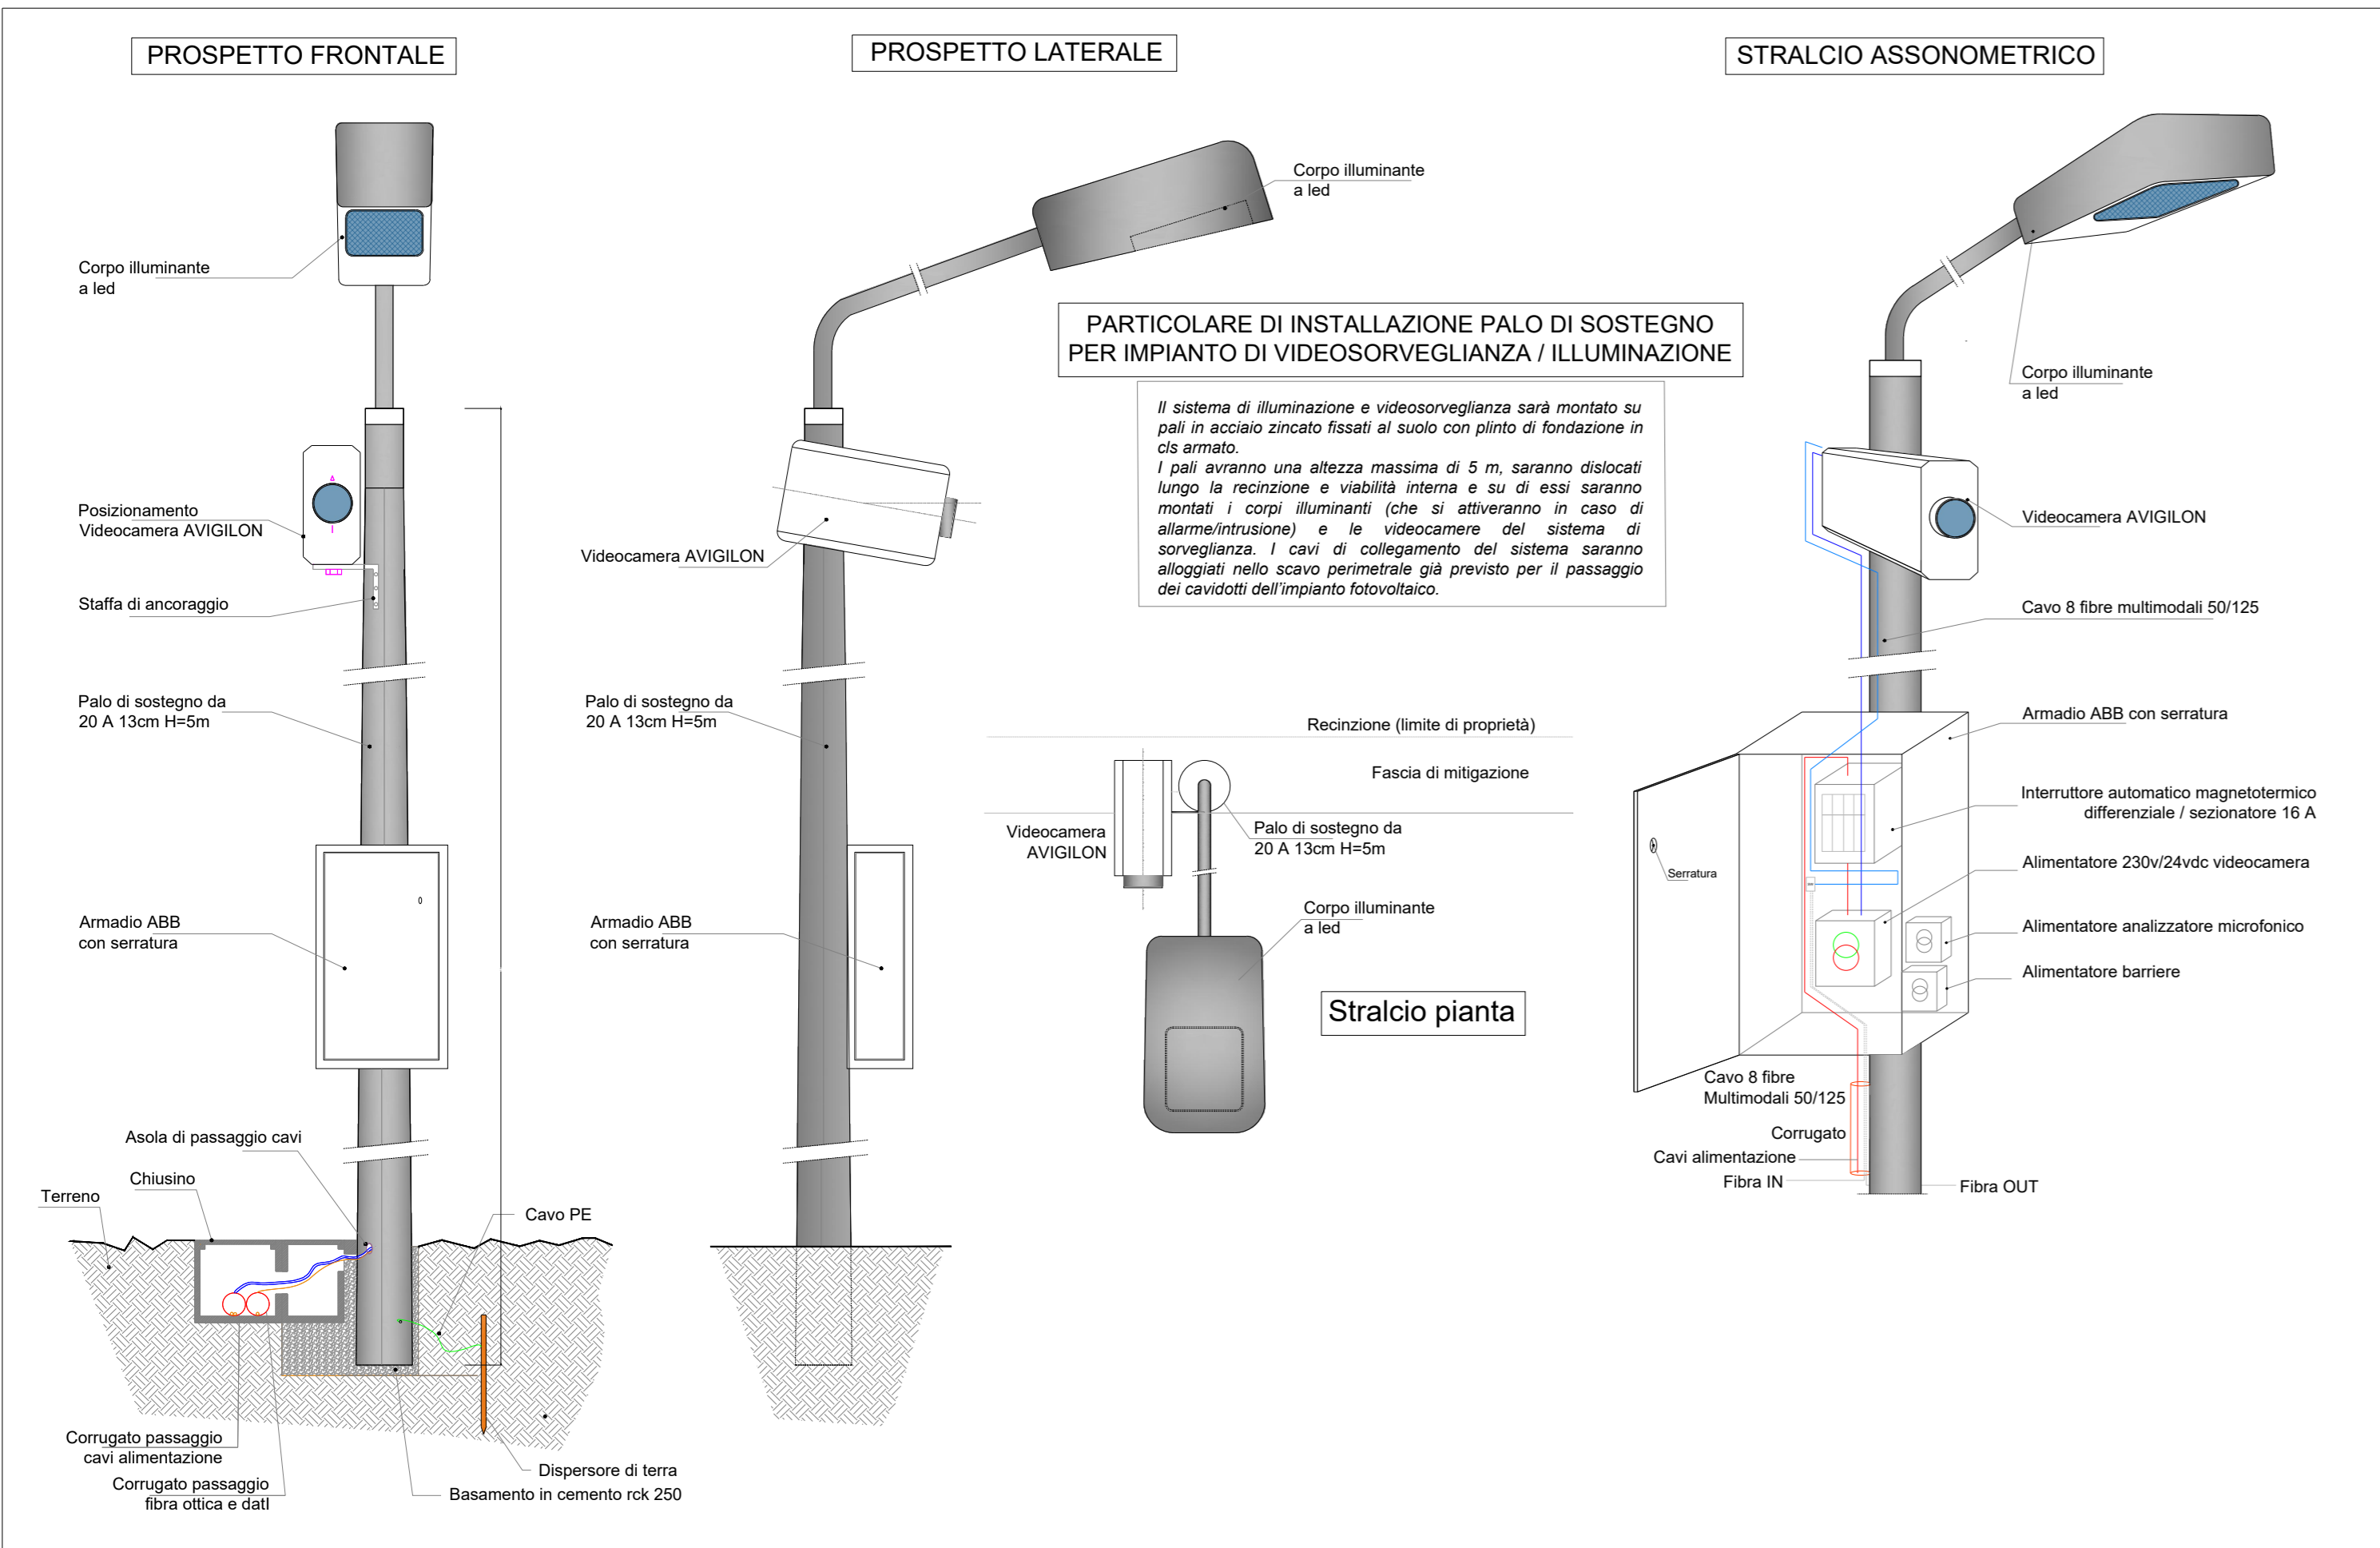 PROSPETTO FRONTALE
Corpo illuminante
a led
Posizionamento
Videocamera AVIGILON
Staffa di ancoraggio
Palo di sostegno da
20 A 13cm H=5m
Armadio ABB
con serratura
Asola di passaggio cavi
Chiusino
Terreno
Cavo PE
Corrugato passaggio
cavi alimentazione
Corrugato passaggio
fibra ottica e datI
Dispersore di terra
Basamento in cemento rck 250
PROSPETTO LATERALE
Corpo illuminante
a led
Videocamera AVIGILON
Palo di sostegno da
20 A 13cm H=5m
Armadio ABB
con serratura
PARTICOLARE DI INSTALLAZIONE PALO DI SOSTEGNO
PER IMPIANTO DI VIDEOSORVEGLIANZA / ILLUMINAZIONE
Il sistema di illuminazione e videosorveglianza sarà montato su
pali in acciaio zincato fissati al suolo con plinto di fondazione in
cls armato.
I pali avranno una altezza massima di 5 m, saranno dislocati
lungo la recinzione e viabilità interna e su di essi saranno
montati i corpi illuminanti (che si attiveranno in caso di
allarme/intrusione) e le videocamere del sistema di
sorveglianza. I cavi di collegamento del sistema saranno
alloggiati nello scavo perimetrale già previsto per il passaggio
dei cavidotti dell'impianto fotovoltaico.
Recinzione (limite di proprietà)
Fascia di mitigazione
Videocamera
AVIGILON
Palo di sostegno da
20 A 13cm H=5m
Corpo illuminante
a led
Stralcio pianta
STRALCIO ASSONOMETRICO
Corpo illuminante
a led
Videocamera AVIGILON
Cavo 8 fibre multimodali 50/125
Armadio ABB con serratura
Interruttore automatico magnetotermico
differenziale / sezionatore 16 A
Serratura
Alimentatore 230v/24vdc videocamera
Alimentatore analizzatore microfonico
Alimentatore barriere
Cavo 8 fibre
Multimodali 50/125
Corrugato
Cavi alimentazione
Fibra IN
Fibra OUT